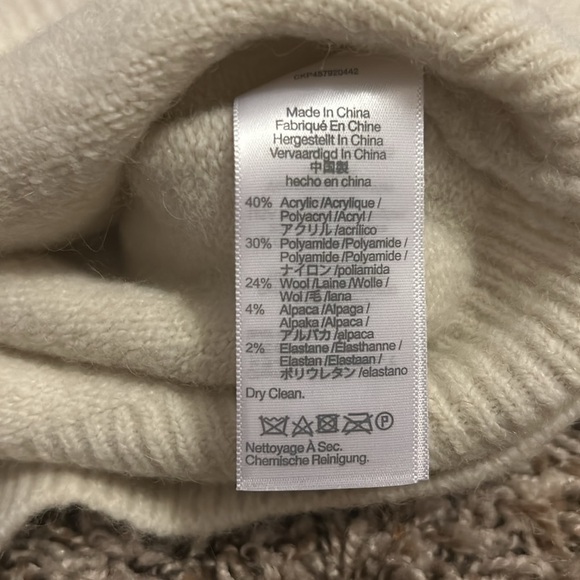 Made In China
Fabriqué En Chine
Hergestellt In China
Vervaardigd In China
中国製
hecho en china
40% Acrylic /Acrylique /
Polyacryl /Acryl /
アクリル /acrílico
30% Polyamide /Polyamide /
Polyamide /Polyamide /
ナイロン /poliamida
24% Wool /Laine /Wolle /
Wol /毛 /lana
4% Alpaca /Alpaga /
Alpaka /Alpaca /
アルパカ /alpaca
2% Elastane /Élasthanne /
Elastan /Elastaan /
ポリウレタン /elastano
Dry Clean.
P
Nettoyage À Sec.
Chemische Reinigung.